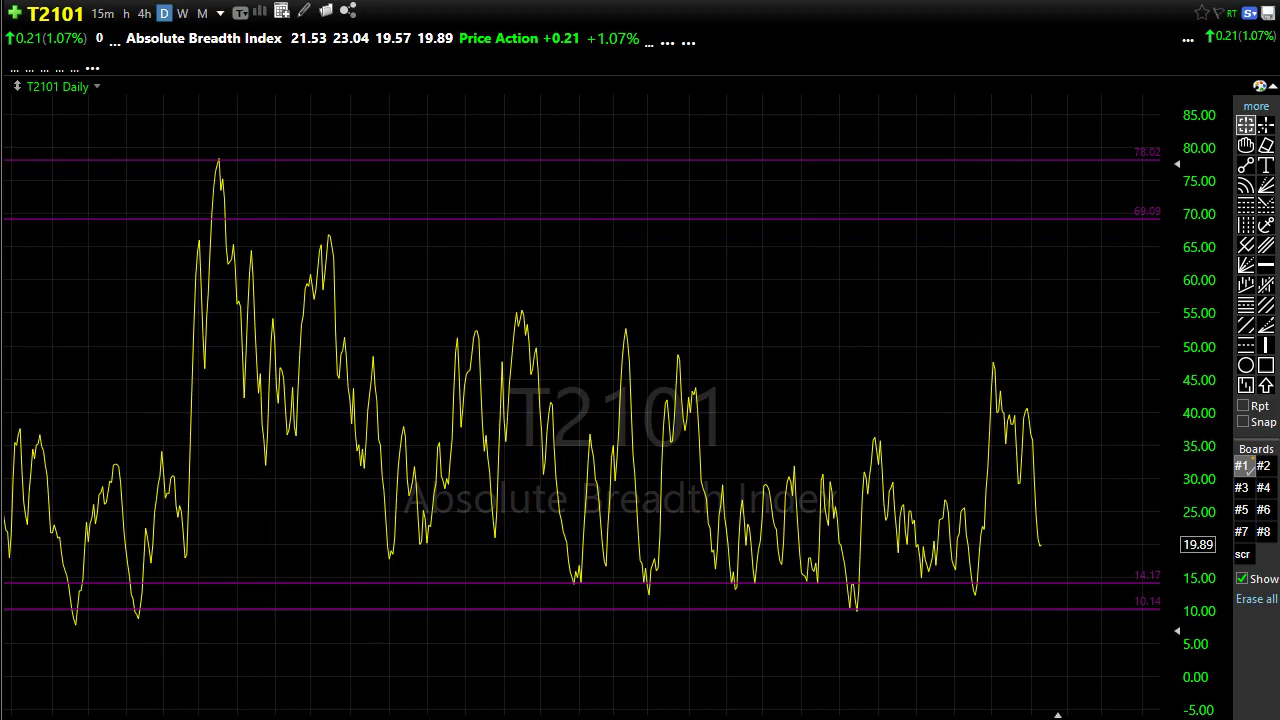 T2101 15m h 4h D W M T RT S
0.21(1.07%) 0 ... Absolute Breadth Index 21.53 23.04 19.57 19.89 Price Action +0.21 +1.07% ... ... ... ... 0.21(1.07%)
... ... ... ... ... ...
T2101 Daily
more
85.00
80.00
78.02
75.00
70.00
69.09
65.00
60.00
55.00
50.00
45.00
40.00
35.00
30.00
25.00
19.89
15.00
14.17
10.14
10.00
5.00
0.00
-5.00
T2101
Absolute Breadth Index
T
Rpt
Snap
Boards
#1 #2
#3 #4
#5 #6
#7 #8
scr
Show
Erase all